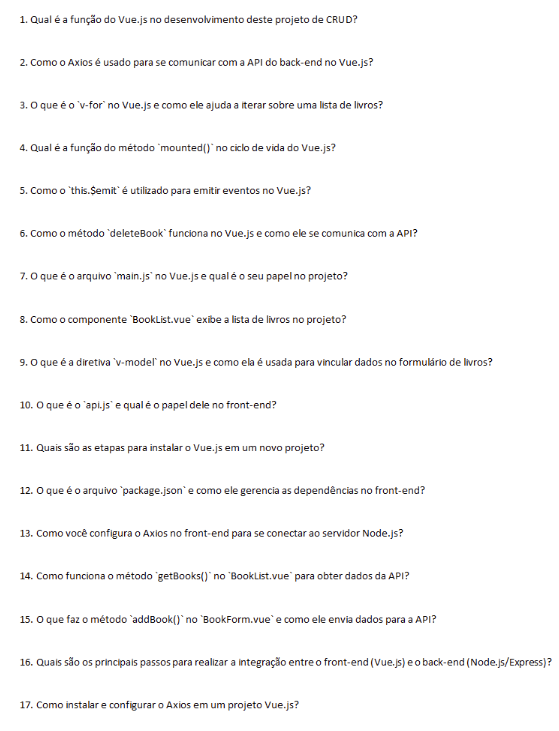 1. Qual é a função do Vue.js no desenvolvimento deste projeto de CRUD?
2. Como o Axios é usado para se comunicar com a API do back-end no Vue.js?
3. O que é o `v-for` no Vue.js e como ele ajuda a iterar sobre uma lista de livros?
4. Qual é a função do método `mounted()` no ciclo de vida do Vue.js?
5. Como o `this.$emit` é utilizado para emitir eventos no Vue.js?
6. Como o método `deleteBook` funciona no Vue.js e como ele se comunica com a API?
7. O que é o arquivo `main.js` no Vue.js e qual é o seu papel no projeto?
8. Como o componente `BookList.vue` exibe a lista de livros no projeto?
9. O que é a diretiva `v-model` no Vue.js e como ela é usada para vincular dados no formulário de livros?
10. O que é o `api.js` e qual é o papel dele no front-end?
11. Quais são as etapas para instalar o Vue.js em um novo projeto?
12. O que é o arquivo `package.json` e como ele gerencia as dependências no front-end?
13. Como você configura o Axios no front-end para se conectar ao servidor Node.js?
14. Como funciona o método `getBooks()` no `BookList.vue` para obter dados da API?
15. O que faz o método `addBook()` no `BookForm.vue` e como ele envia dados para a API?
16. Quais são os principais passos para realizar a integração entre o front-end (Vue.js) e o back-end (Node.js/Express)?
17. Como instalar e configurar o Axios em um projeto Vue.js?